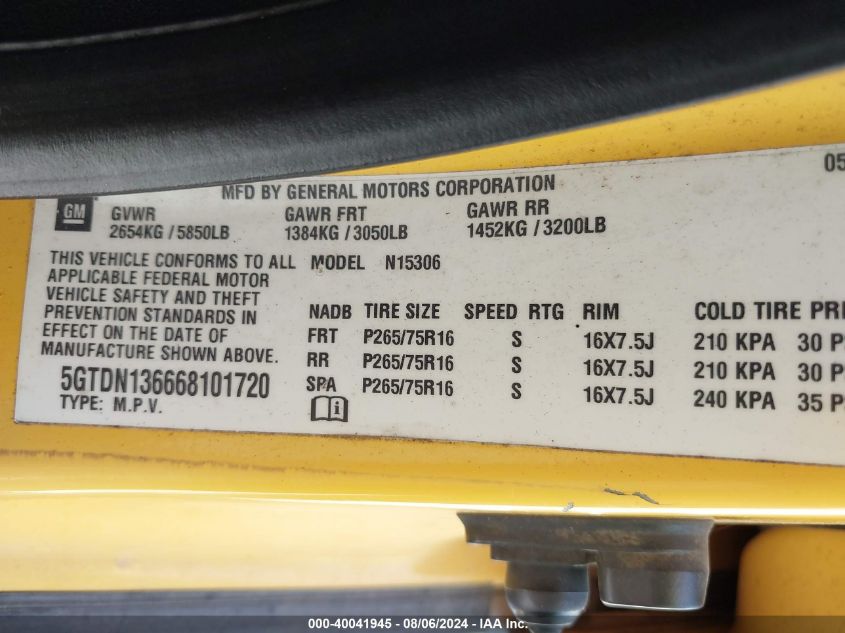 MFD BY GENERAL MOTORS CORPORATION 05
GM
GVWR GAWR FRT GAWR RR
2654KG / 5850LB 1384KG / 3050LB 1452KG / 3200LB
THIS VEHICLE CONFORMS TO ALL
APPLICABLE FEDERAL MOTOR
VEHICLE SAFETY AND THEFT
PREVENTION STANDARDS IN
EFFECT ON THE DATE OF
MANUFACTURE SHOWN ABOVE.
5GTDN136668101720
TYPE: M.P.V.
MODEL N15306
NADB TIRE SIZE SPEED RTG RIM COLD TIRE PR
FRT P265/75R16 S 16X7.5J 210 KPA 30 P
RR P265/75R16 S 16X7.5J 210 KPA 30 P
SPA P265/75R16 S 16X7.5J 240 KPA 35 P
000-40041945 - 08/06/2024 - IAA Inc.